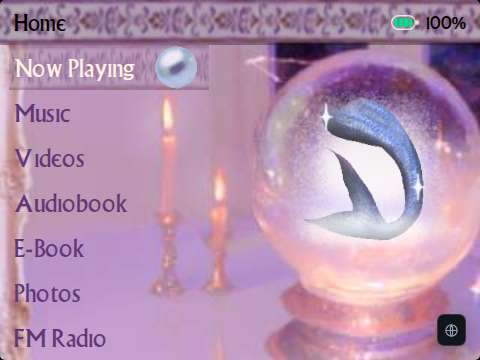 Home 100%
Now Playing
Music
Videos
Audiobook
E-Book
Photos
FM Radio